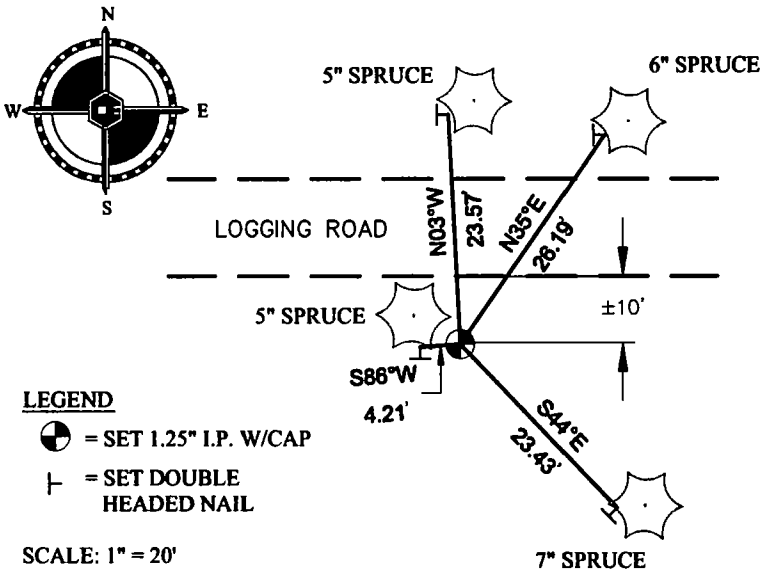 N
W
E
S
5" SPRUCE
6" SPRUCE
LOGGING ROAD
N03°W
23.57'
N35°E
26.19'
±10'
5" SPRUCE
S86°W
4.21'
S44°E
23.43'
7" SPRUCE
LEGEND
= SET 1.25" I.P. W/CAP
= SET DOUBLE
HEADED NAIL
SCALE: 1" = 20'